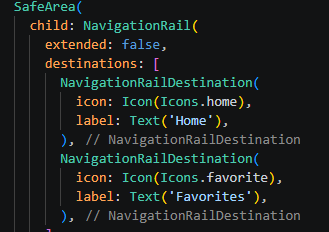 SafeArea(
child: NavigationRail(
extended: false,
destinations: [
NavigationRailDestination(
icon: Icon(Icons.home),
label: Text('Home'),
), // NavigationRailDestination
NavigationRailDestination(
icon: Icon(Icons.favorite),
label: Text('Favorites'),
), // NavigationRailDestination